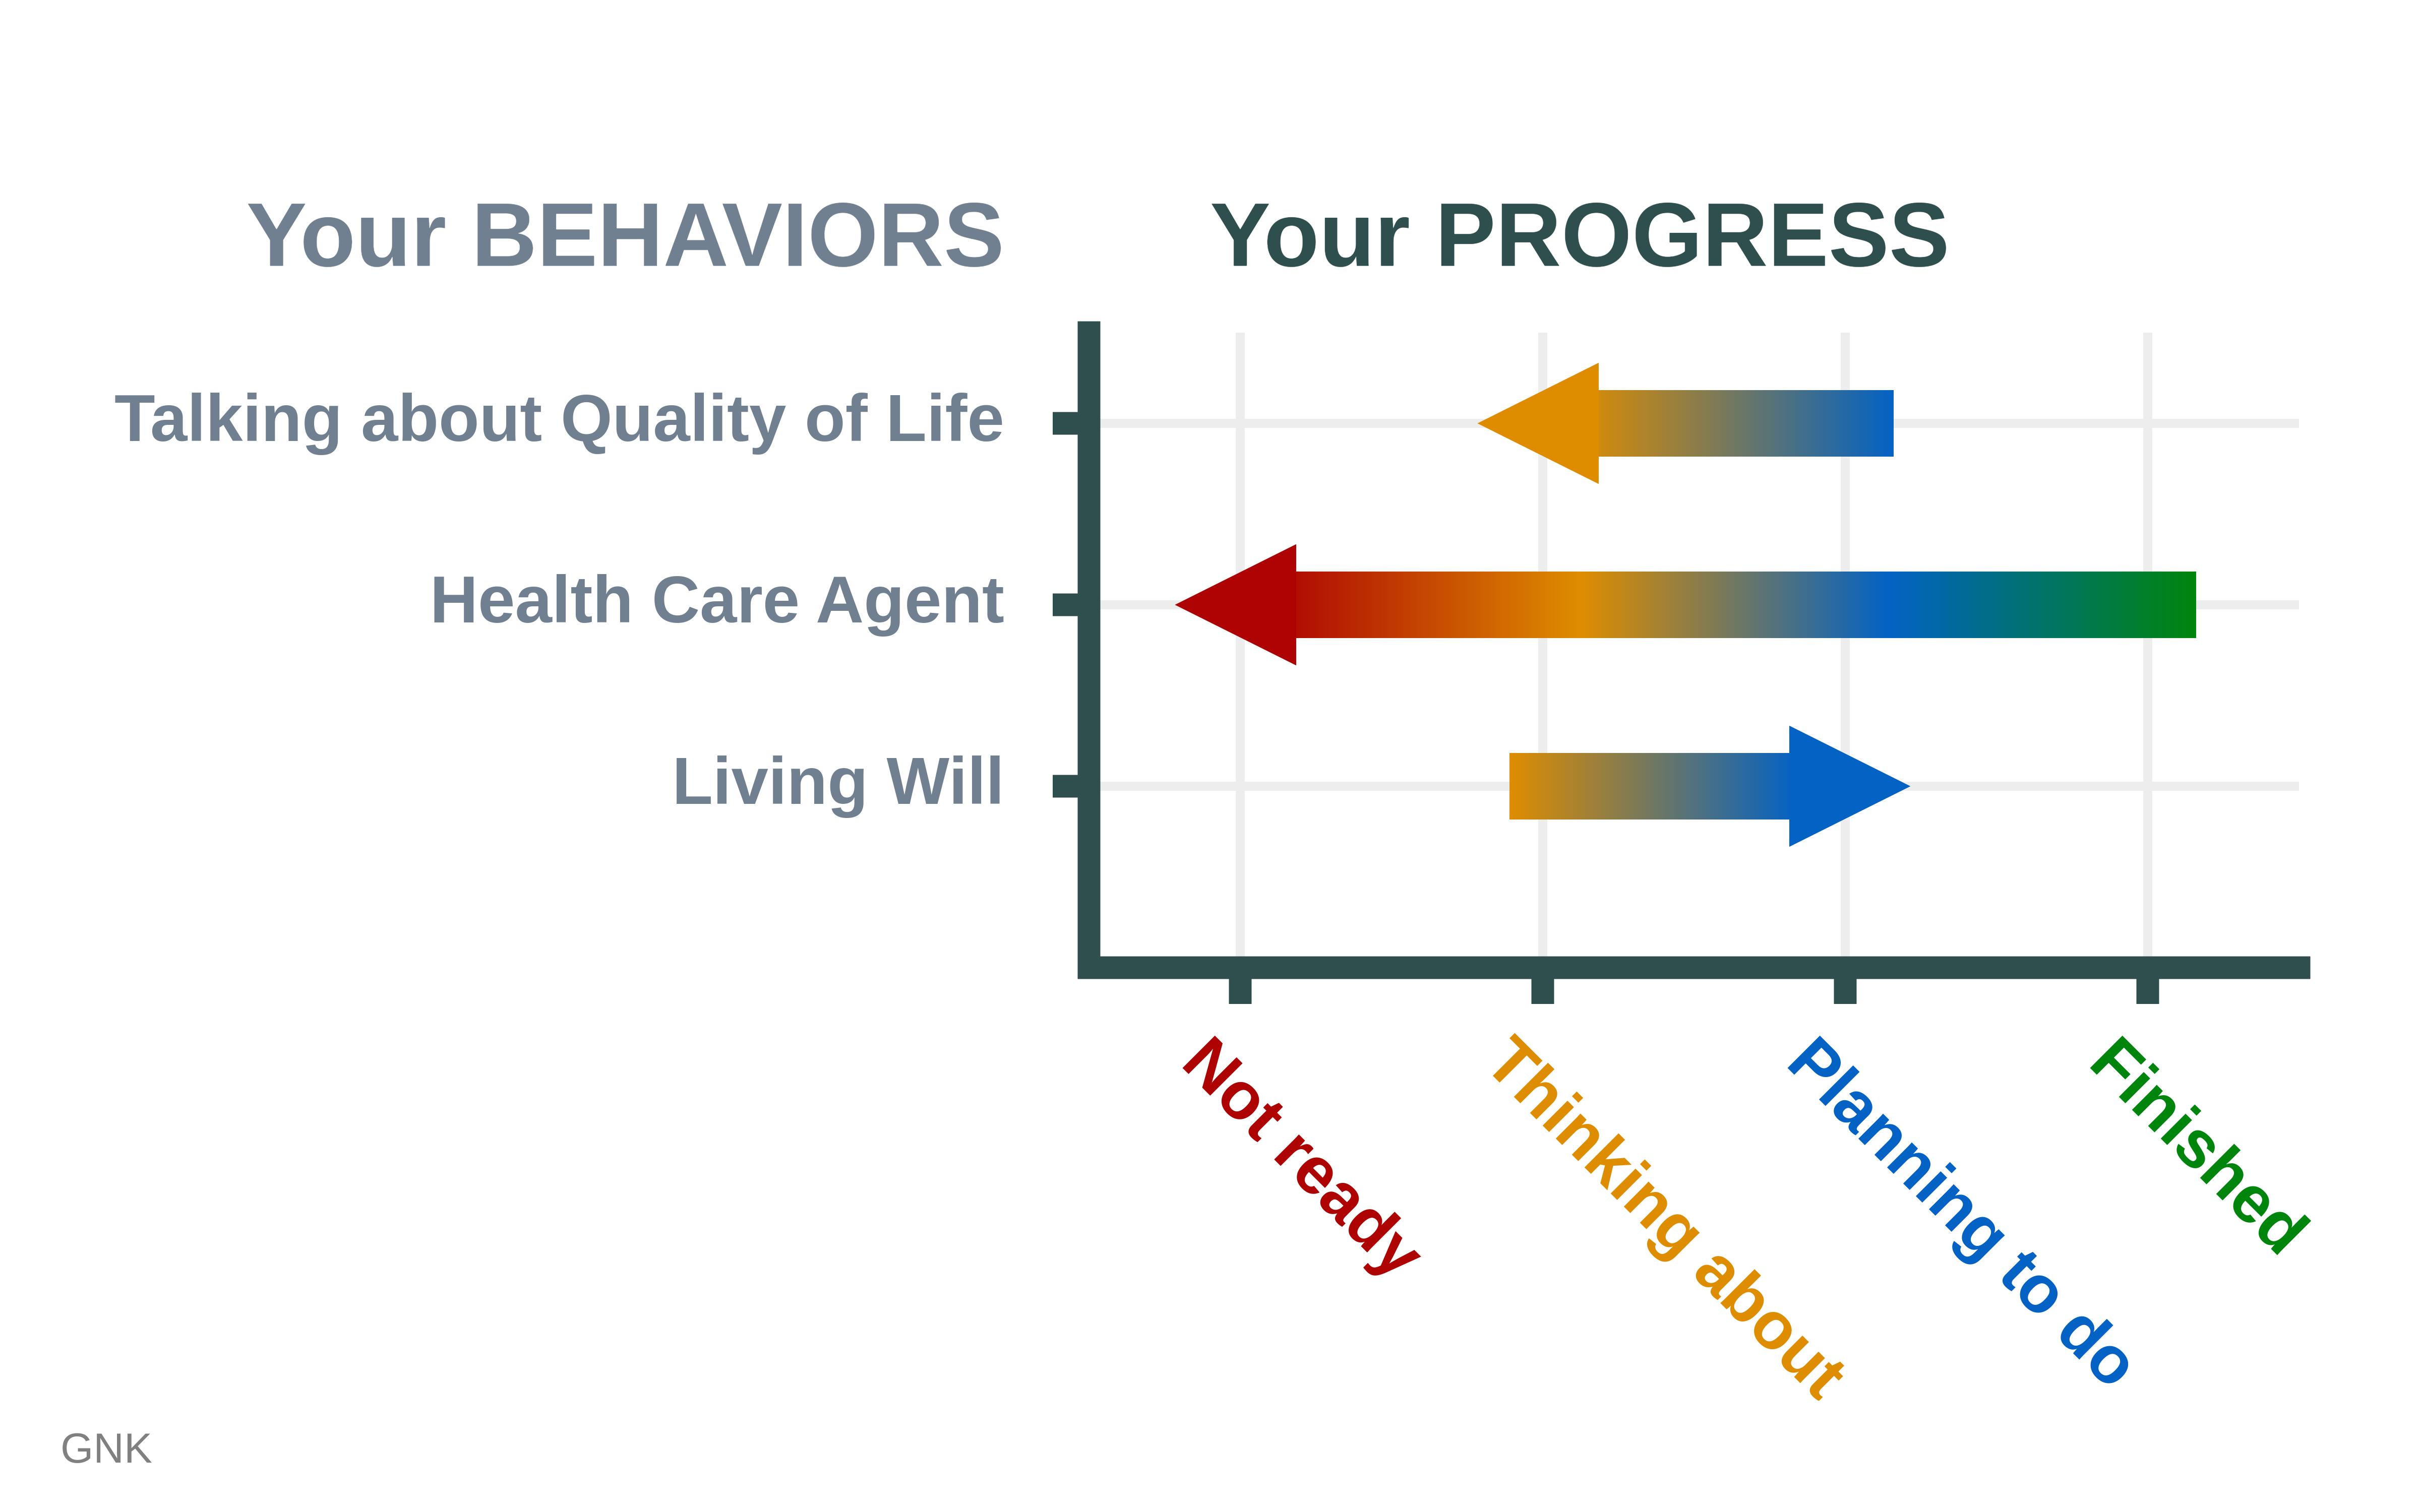 Your BEHAVIORS
Your PROGRESS
Talking about Quality of Life
Health Care Agent
Living Will
Not ready
Thinking about
Planning to do
Finished
GNK